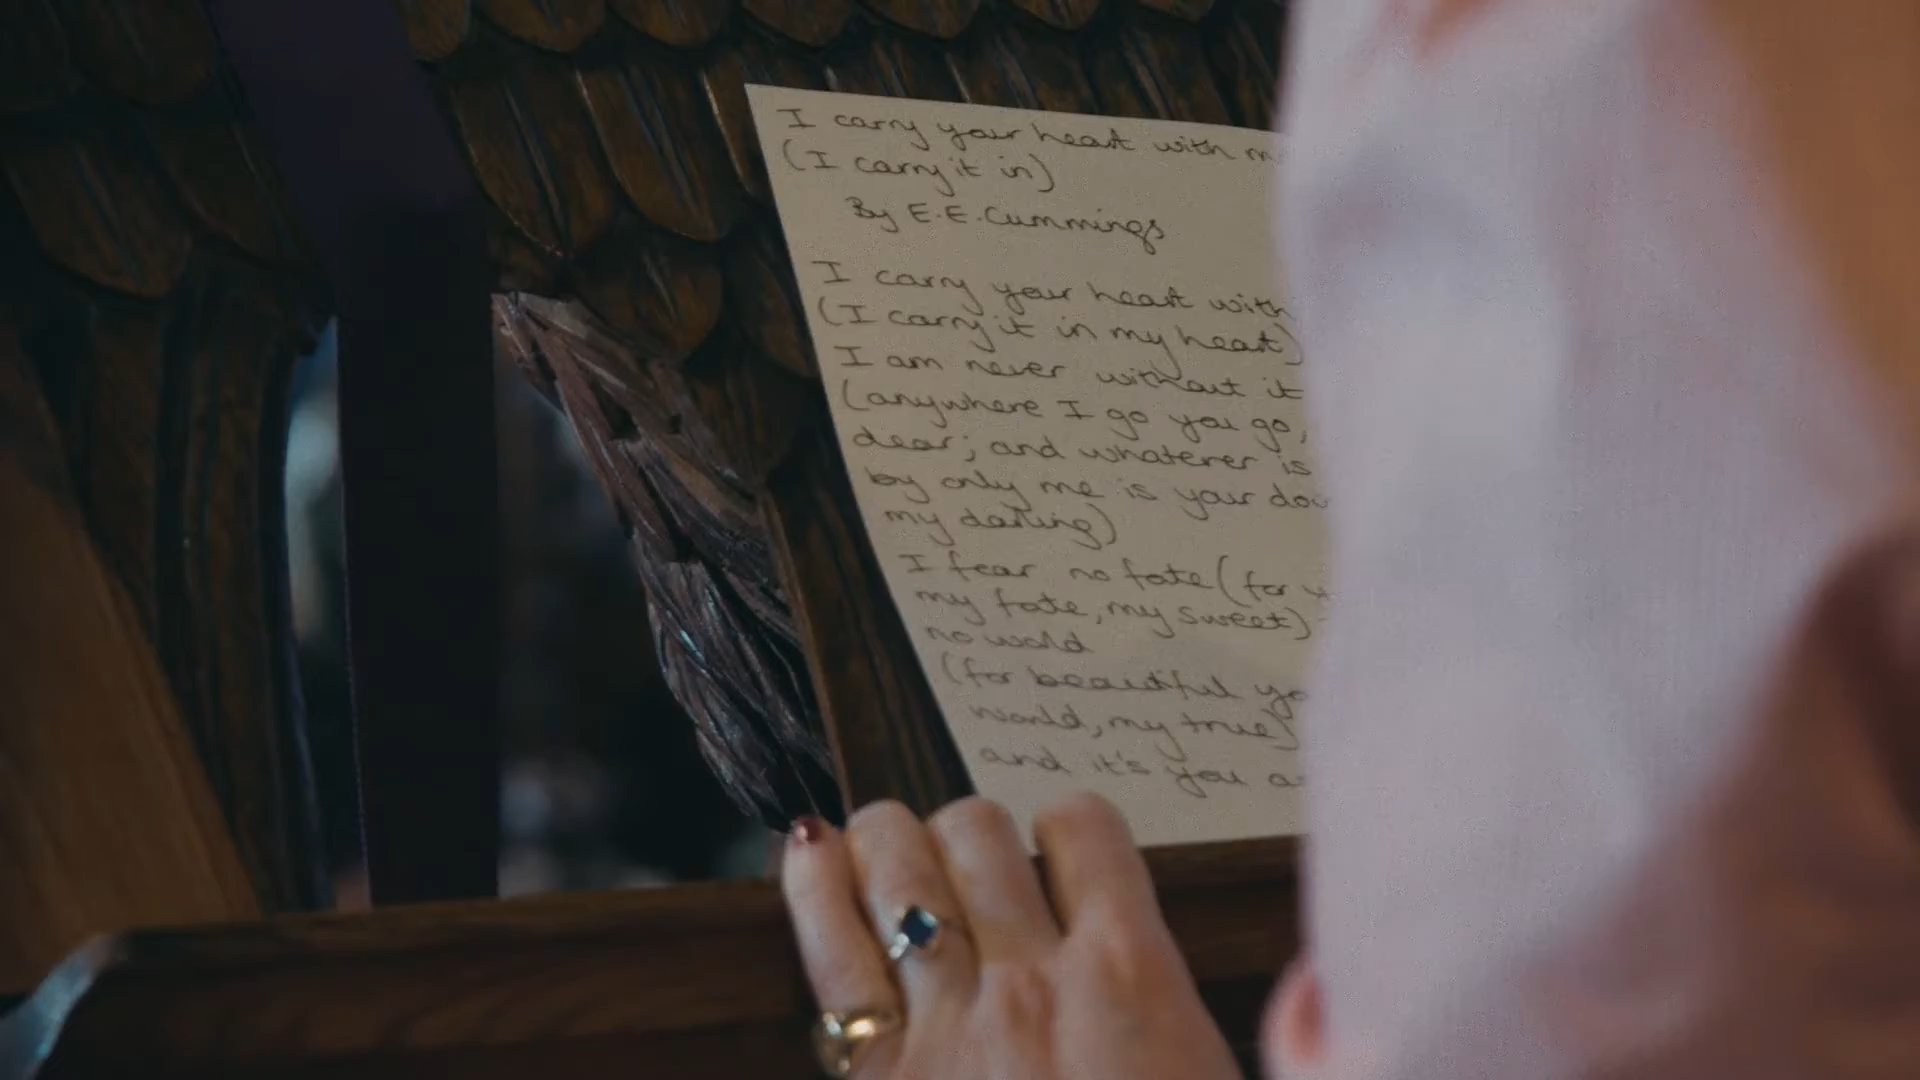 I carry your heart with
(I carry it in)
By E.E. Cummings
I carry your heart with
(I carry it in my heart)
I am never without it
(anywhere I go you go,
dear; and whatever is
by only me is your
my darling)
I fear no fate (for
my fate, my sweet)
no world
(for beautiful
world, my true)
and it's you